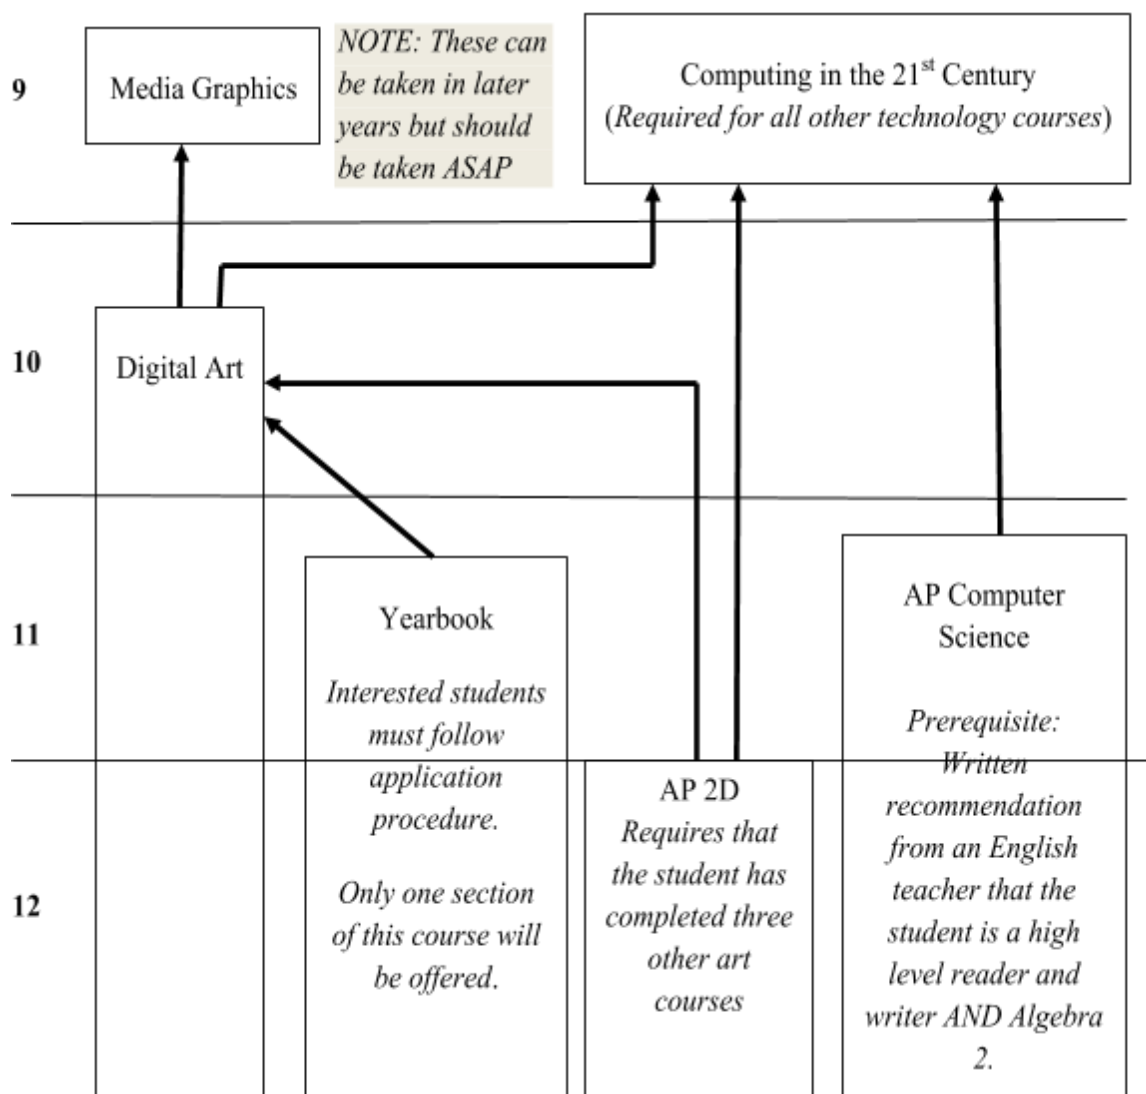 9
Media Graphics
NOTE: These can
be taken in later
years but should
be taken ASAP
Computing in the 21st Century
(Required for all other technology courses)
10
Digital Art
11
Yearbook
Interested students
must follow
application
procedure.
Only one section
of this course will
be offered.
AP Computer
Science
Prerequisite:
Written
recommendation
from an English
teacher that the
student is a high
level reader and
writer AND Algebra
2.
12
AP 2D
Requires that
the student has
completed three
other art
courses